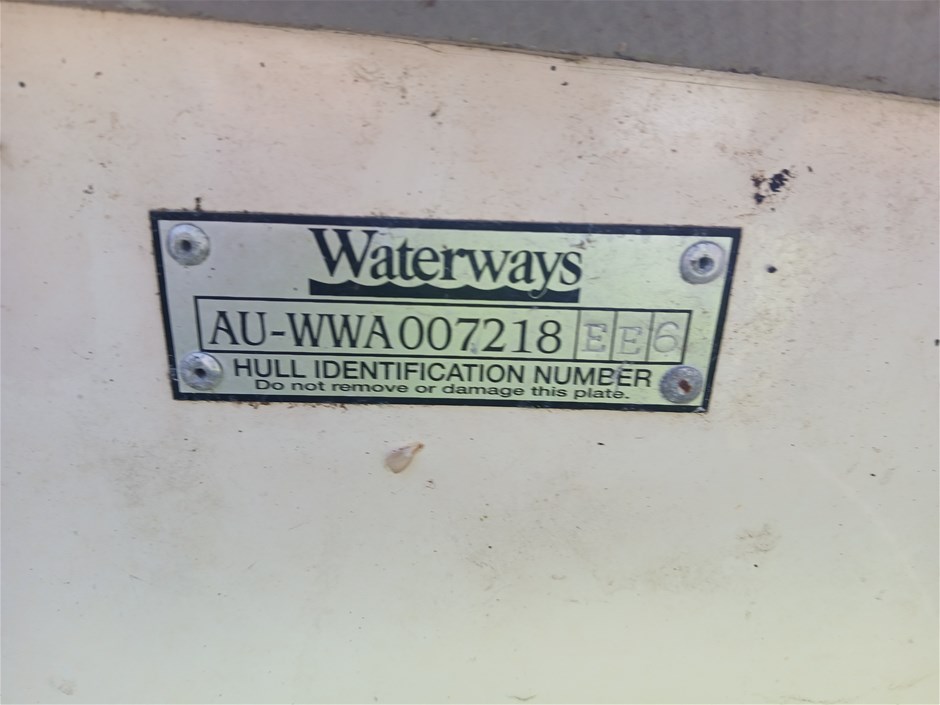 Waterways
AU-WWA007218EE6
HULL IDENTIFICATION NUMBER
Do not remove or damage this plate.